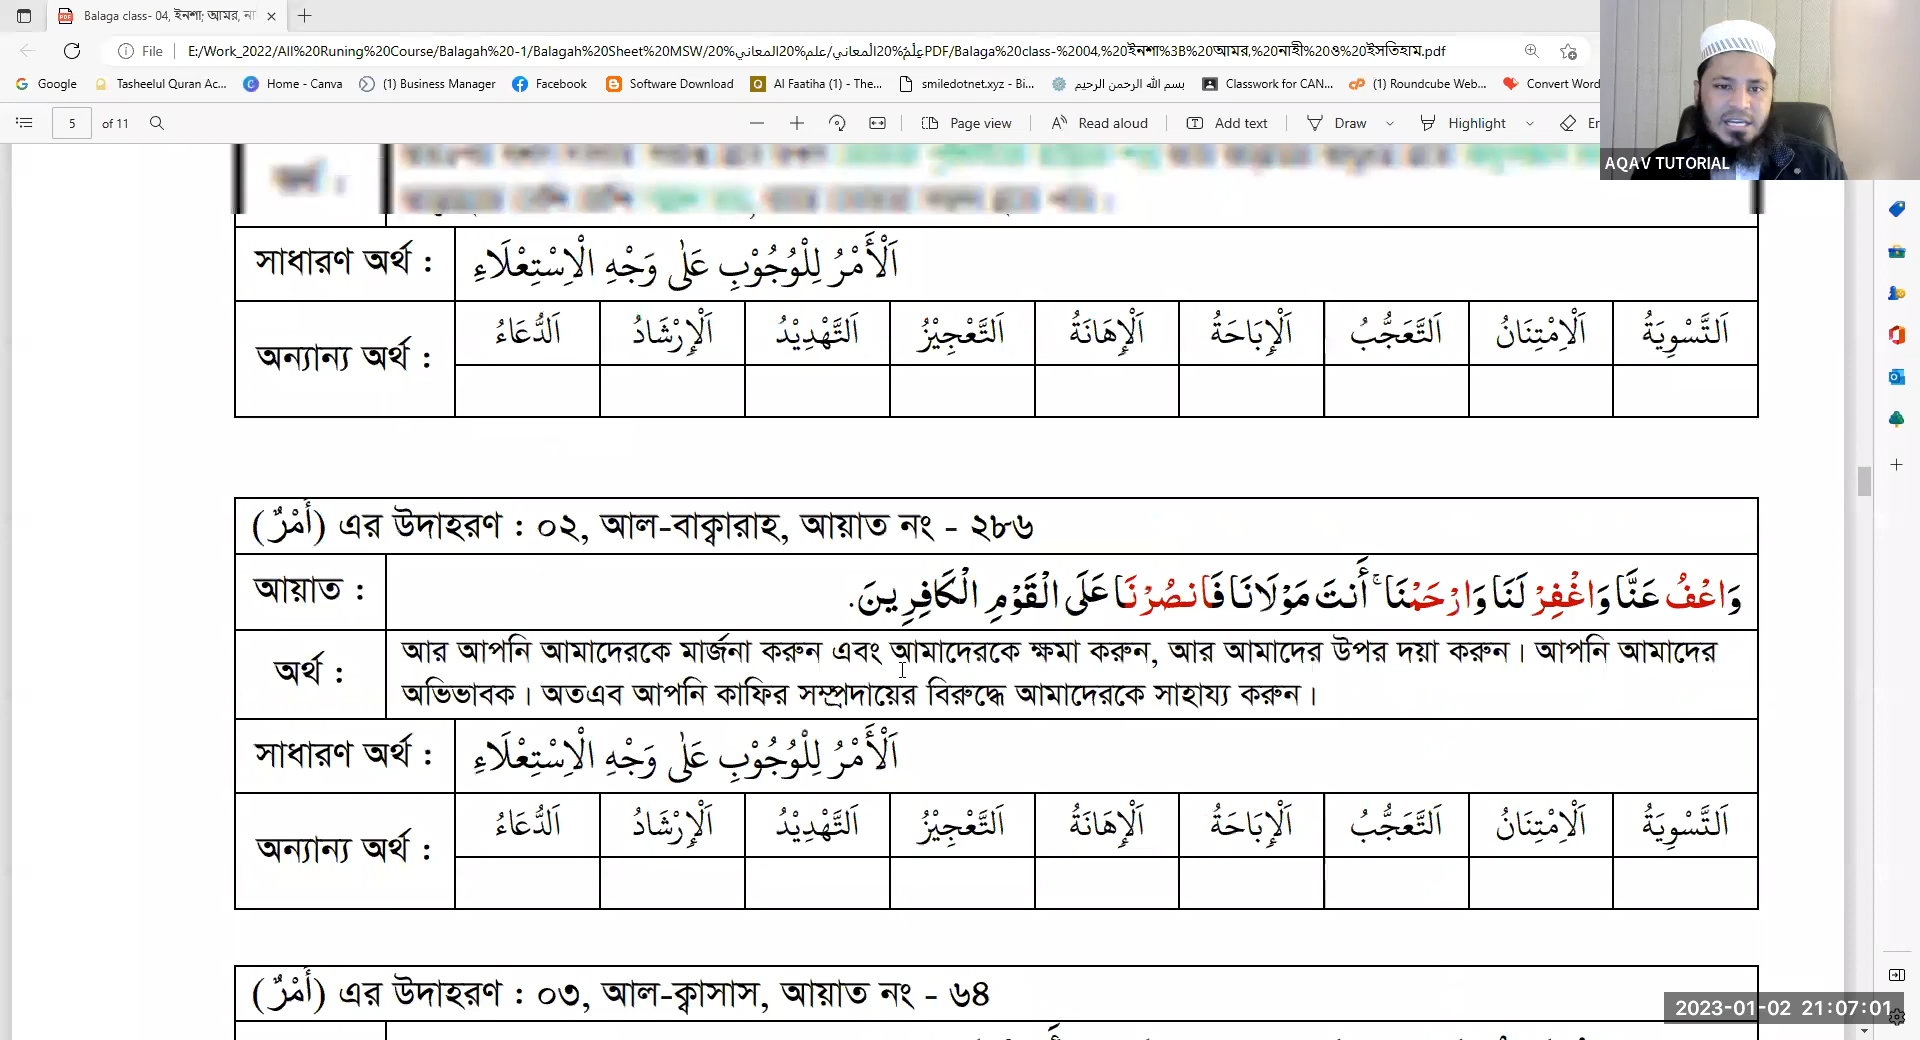 Balaga class- 04, ইনশা; আমর, না
File
E:/Work_2022/All%20Runing%20Course/Balagah%20-1/Balagah%20Sheet%20MSW/20%علم%20المعاني/عِلْمُ%20الْمعاني%20PDF/Balaga%20class-%2004,%20ইনশা%3B%20আমর,%20নাহী%20ও%20ইসতিহাম.pdf
Google
Tasheelul Quran Ac...
Home - Canva
(1) Business Manager
Facebook
Software Download
Al Faatiha (1) - The...
smiledotnet.xyz - Bi...
بسم الله الرحمن الرحيم
Classwork for CAN...
(1) Roundcube Web...
Convert Word
5 of 11
Page view
Read aloud
Add text
Draw
Highlight
Er
AQAV TUTORIAL
সাধারণ অর্থ : اَلْأَمْرُ لِلْوُجُوْبِ عَلٰى وَجْهِ الْاِسْتِعْلَاءِ
অন্যান্য অর্থ : اَلدُّعَاءُ اَلْإِرْشَادُ اَلتَّهْدِيْدُ اَلتَّعْجِيْزُ اَلْإِهَانَةُ اَلْإِبَاحَةُ اَلتَّعَجُّبُ اَلْاِمْتِنَانُ اَلتَّسْوِيَةُ
(أَمْرٌ) এর উদাহরণ : ০২, আল-বাক্বারাহ, আয়াত নং - ২৮৬
আয়াত : وَاعْفُ عَنَّا وَاغْفِرْ لَنَا وَارْحَمْنَا ۚ أَنتَ مَوْلَانَا فَانصُرْنَا عَلَى الْقَوْمِ الْكَافِرِينَ.
অর্থ : আর আপনি আমাদেরকে মার্জনা করুন এবং আমাদেরকে ক্ষমা করুন, আর আমাদের উপর দয়া করুন। আপনি আমাদের
অভিভাবক। অতএব আপনি কাফির সম্প্রদায়ের বিরুদ্ধে আমাদেরকে সাহায্য করুন।
সাধারণ অর্থ : اَلْأَمْرُ لِلْوُجُوْبِ عَلٰى وَجْهِ الْاِسْتِعْلَاءِ
অন্যান্য অর্থ : اَلدُّعَاءُ اَلْإِرْشَادُ اَلتَّهْدِيْدُ اَلتَّعْجِيْزُ اَلْإِهَانَةُ اَلْإِبَاحَةُ اَلتَّعَجُّبُ اَلْاِمْتِنَانُ اَلتَّسْوِيَةُ
(أَمْرٌ) এর উদাহরণ : ০৩, আল-ক্বাসাস, আয়াত নং - ৬৪
2023-01-02 21:07:01